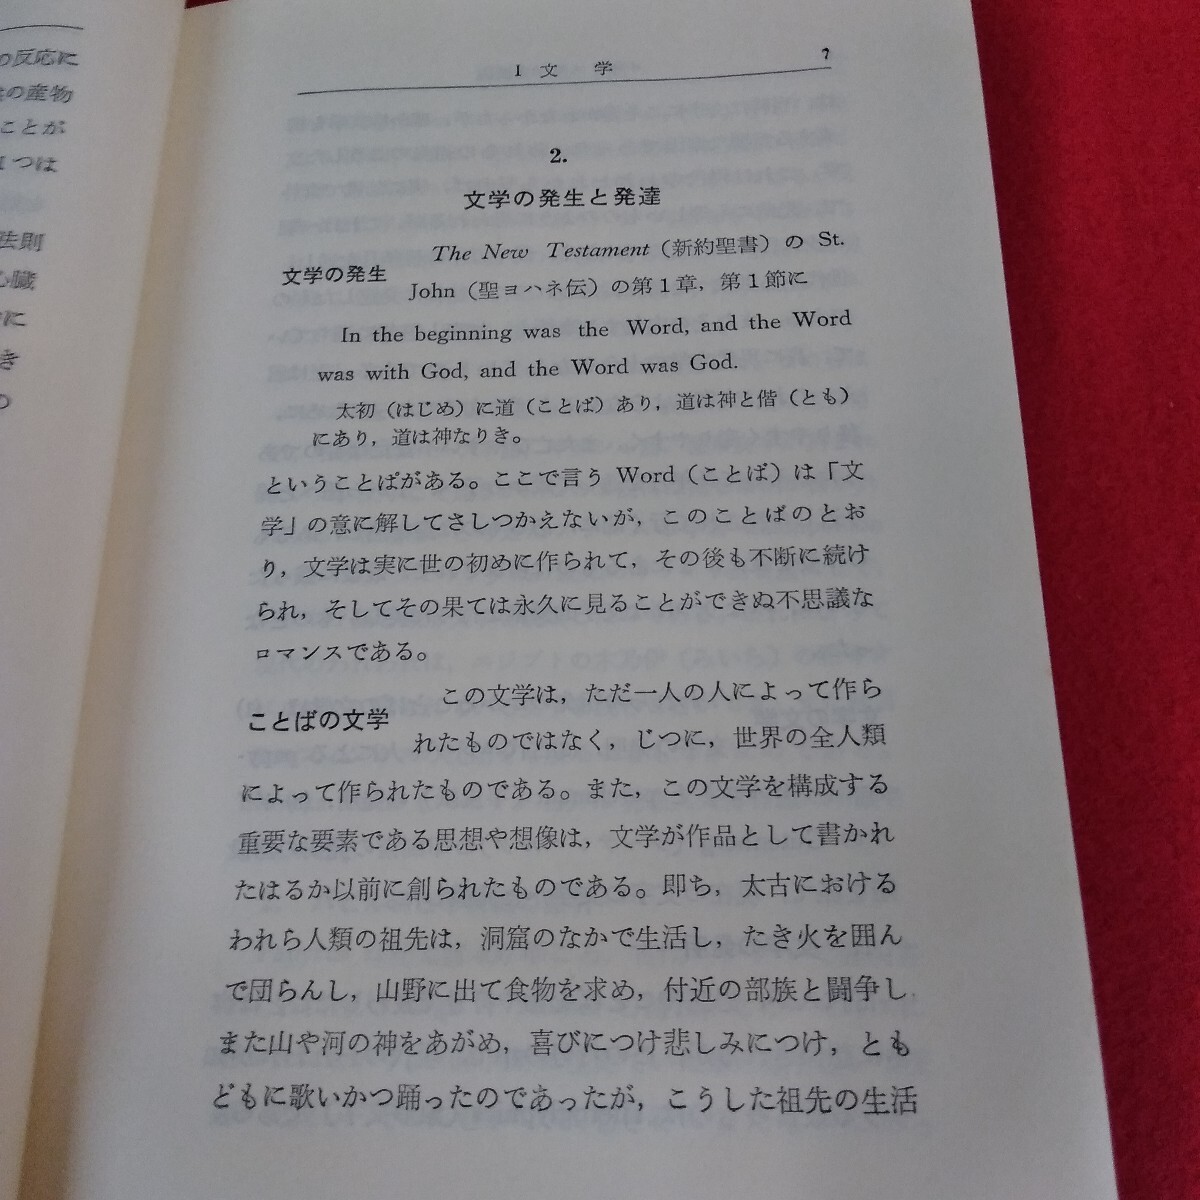 の反応に
の産物
ことが
1つは
法則
心臓
に
き
の
I 文 学
7
2.
文学の発生と発達
文学の発生
The New Testament（新約聖書）の St.
John（聖ヨハネ伝）の第1章，第1節に
In the beginning was the Word, and the Word
was with God, and the Word was God.
太初（はじめ）に道（ことば）あり，道は神と偕（とも）
にあり，道は神なりき。
ということばがある。ここで言う Word（ことば）は「文
学」の意に解してさしつかえないが，このことばのとお
り，文学は実に世の初めに作られて，その後も不断に続け
られ，そしてその果ては永久に見ることができぬ不思議な
ロマンスである。
ことばの文学
この文学は，ただ一人の人によって作ら
れたものではなく，じつに，世界の全人類
によって作られたものである。また，この文学を構成する
重要な要素である思想や想像は，文学が作品として書かれ
たはるか以前に創られたものである。即ち，太古における
われら人類の祖先は，洞窟のなかで生活し，たき火を囲ん
で団らんし，山野に出て食物を求め，付近の部族と闘争し，
また山や河の神をあがめ，喜びにつけ悲しみにつけ，とも
どもに歌いかつ踊ったのであったが，こうした祖先の生活